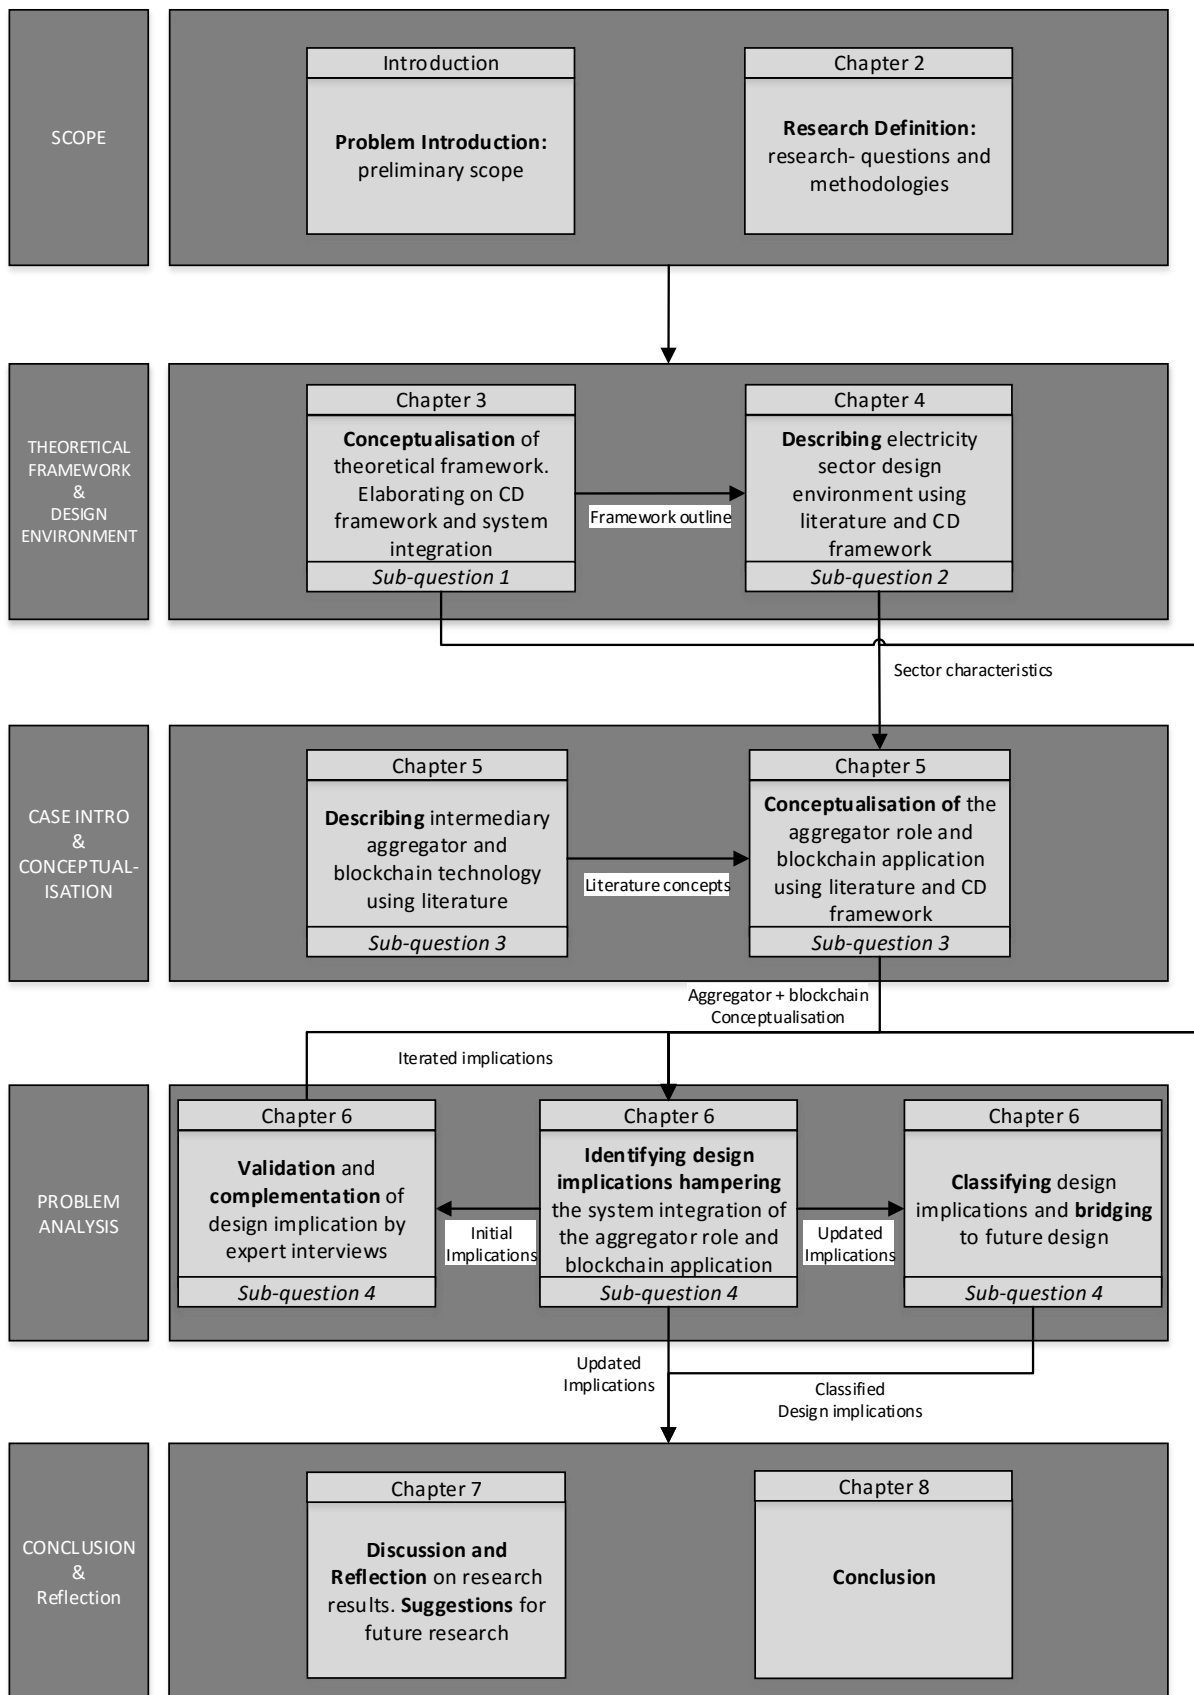 SCOPE
Introduction
Problem Introduction:
preliminary scope
Chapter 2
Research Definition:
research- questions and
methodologies
THEORETICAL
FRAMEWORK
&
DESIGN
ENVIRONMENT
Chapter 3
Conceptualisation of
theoretical framework.
Elaborating on CD
framework and system
integration
Sub-question 1
Framework outline
Chapter 4
Describing electricity
sector design
environment using
literature and CD
framework
Sub-question 2
Sector characteristics
CASE INTRO
&
CONCEPTUAL-
ISATION
Chapter 5
Describing intermediary
aggregator and
blockchain technology
using literature
Sub-question 3
Literature concepts
Chapter 5
Conceptualisation of the
aggregator role and
blockchain application
using literature and CD
framework
Sub-question 3
Aggregator + blockchain
Conceptualisation
Iterated implications
PROBLEM
ANALYSIS
Chapter 6
Validation and
complementation of
design implication by
expert interviews
Sub-question 4
Initial
Implications
Chapter 6
Identifying design
implications hampering
the system integration of
the aggregator role and
blockchain application
Sub-question 4
Updated
Implications
Chapter 6
Classifying design
implications and bridging
to future design
Sub-question 4
Updated
Implications
Classified
Design implications
CONCLUSION
&
Reflection
Chapter 7
Discussion and
Reflection on research
results. Suggestions for
future research
Chapter 8
Conclusion